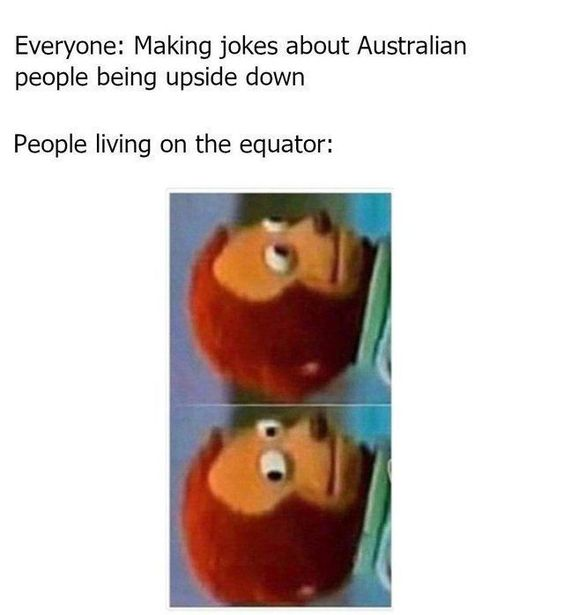 Everyone: Making jokes about Australian
people being upside down
People living on the equator: